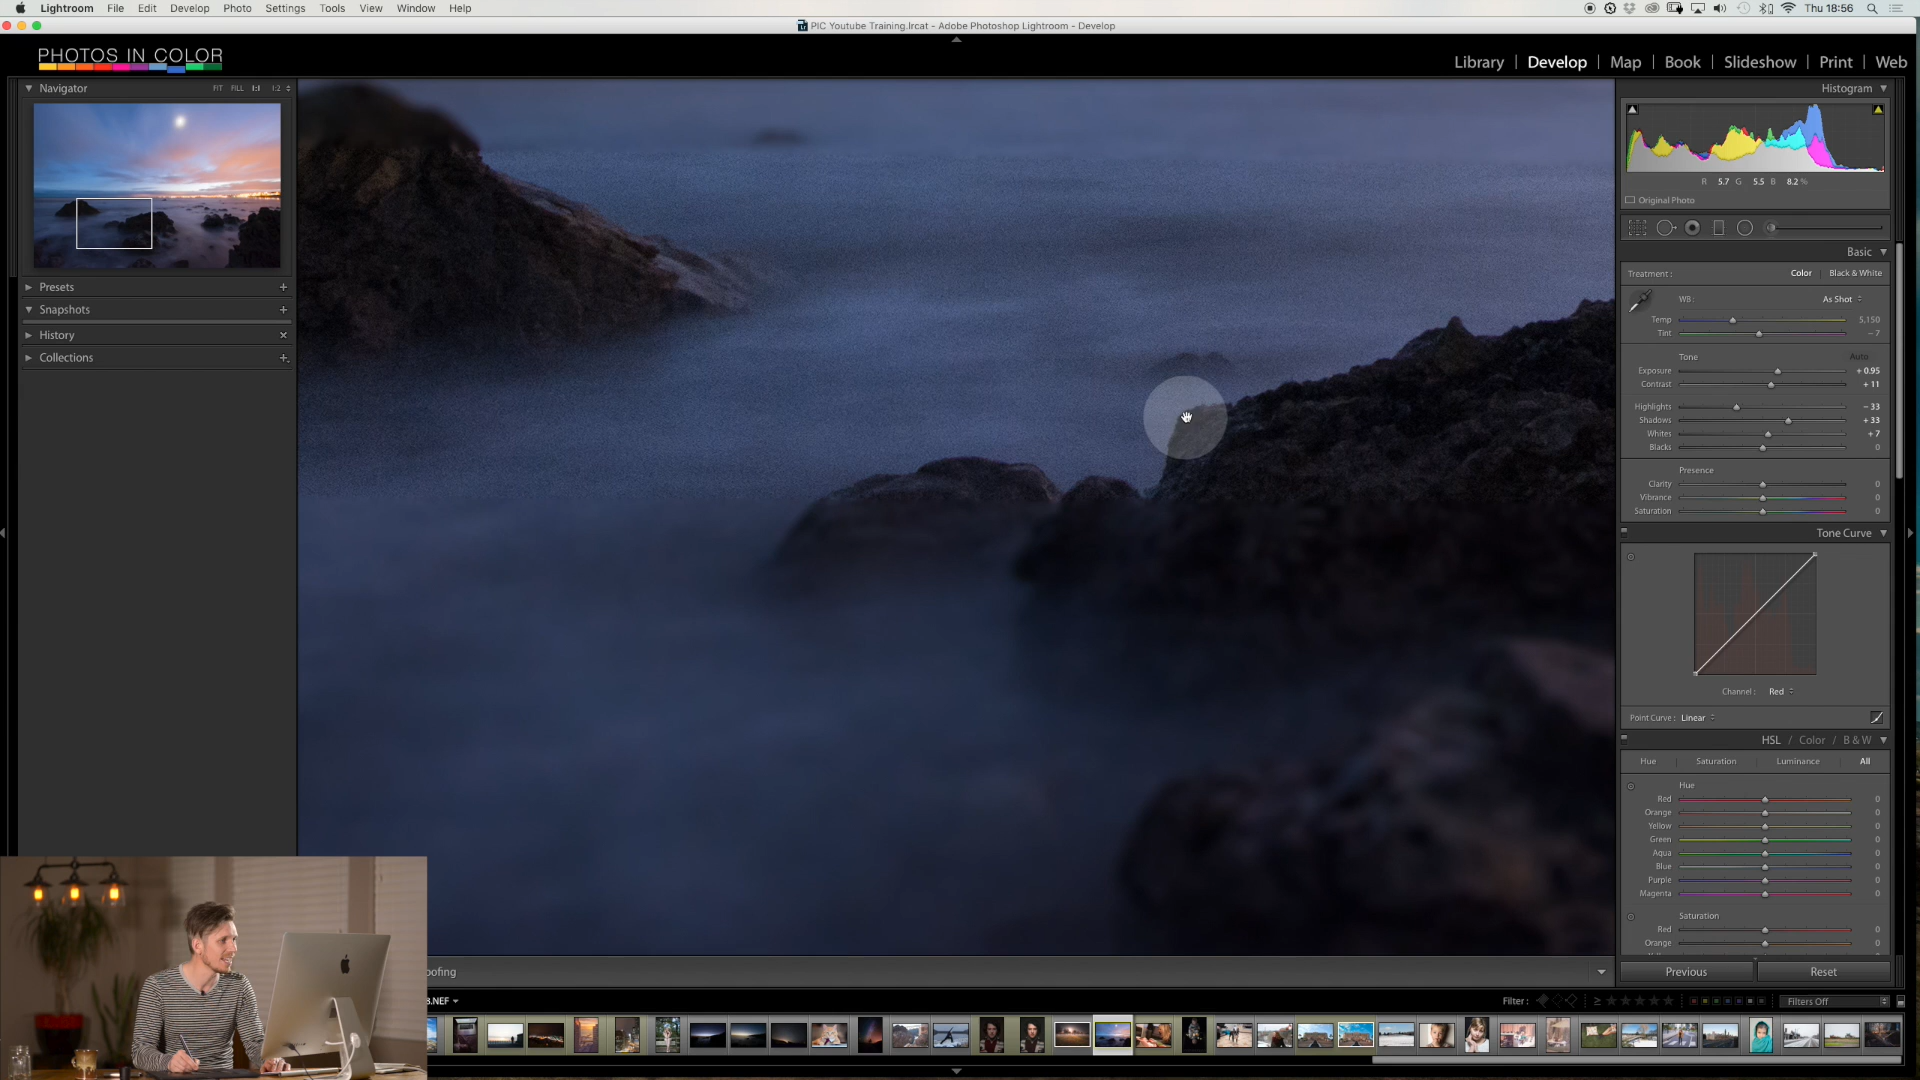 Lightroom File Edit Develop Photo Settings Tools View Window Help Thu 18:56
PIC Youtube Training.lrcat - Adobe Photoshop Lightroom - Develop
PHOTOS IN COLOR
Library | Develop | Map | Book | Slideshow | Print | Web
Navigator FIT FILL 1:1 1:2
Presets
Snapshots
History
Collections
Histogram
R 5.7 G 5.5 B 8.2 %
Original Photo
Basic
Treatment : Color Black & White
WB : As Shot
Temp 5,150
Tint – 7
Tone Auto
Exposure + 0.95
Contrast + 11
Highlights – 33
Shadows + 33
Whites + 7
Blacks 0
Presence
Clarity 0
Vibrance 0
Saturation 0
Tone Curve
Channel : Red
Point Curve : Linear
HSL / Color / B & W
Hue Saturation Luminance All
Hue
Red 0
Orange 0
Yellow 0
Green 0
Aqua 0
Blue 0
Purple 0
Magenta 0
Saturation
Red 0
Orange 0
Previous Reset
oofing
.NEF
Filter : ≥ Filters Off